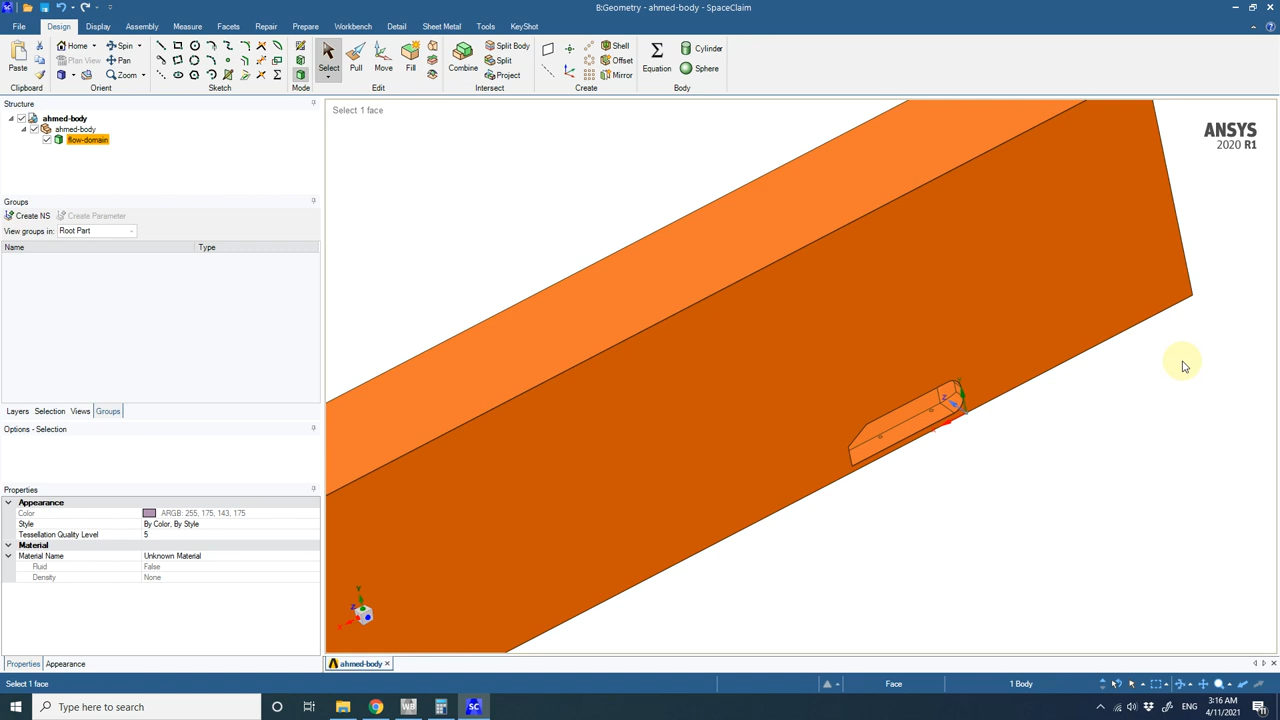 B:Geometry - ahmed-body - SpaceClaim
File Design Display Assembly Measure Facets Repair Prepare Workbench Detail Sheet Metal Tools KeyShot
Paste
Home Spin
Plan View Pan
Zoom
Select Pull Move Fill
Combine
Split Body
Split
Project
Shell
Offset
Mirror
Equation
Cylinder
Sphere
Clipboard Orient Sketch Mode Edit Intersect Create Body
Structure
ahmed-body
ahmed-body
flow-domain
Groups
Create NS Create Parameter
View groups in: Root Part
Name Type
Layers Selection Views Groups
Options - Selection
Properties
Appearance
Color ARGB: 255, 175, 143, 175
Style By Color, By Style
Tessellation Quality Level 5
Material
Material Name Unknown Material
Fluid False
Density None
Properties Appearance
Select 1 face
ANSYS
2020 R1
Z
Y
Z
X
ahmed-body
Select 1 face Face 1 Body
Type here to search
WB
SC
ENG
3:16 AM
4/11/2021